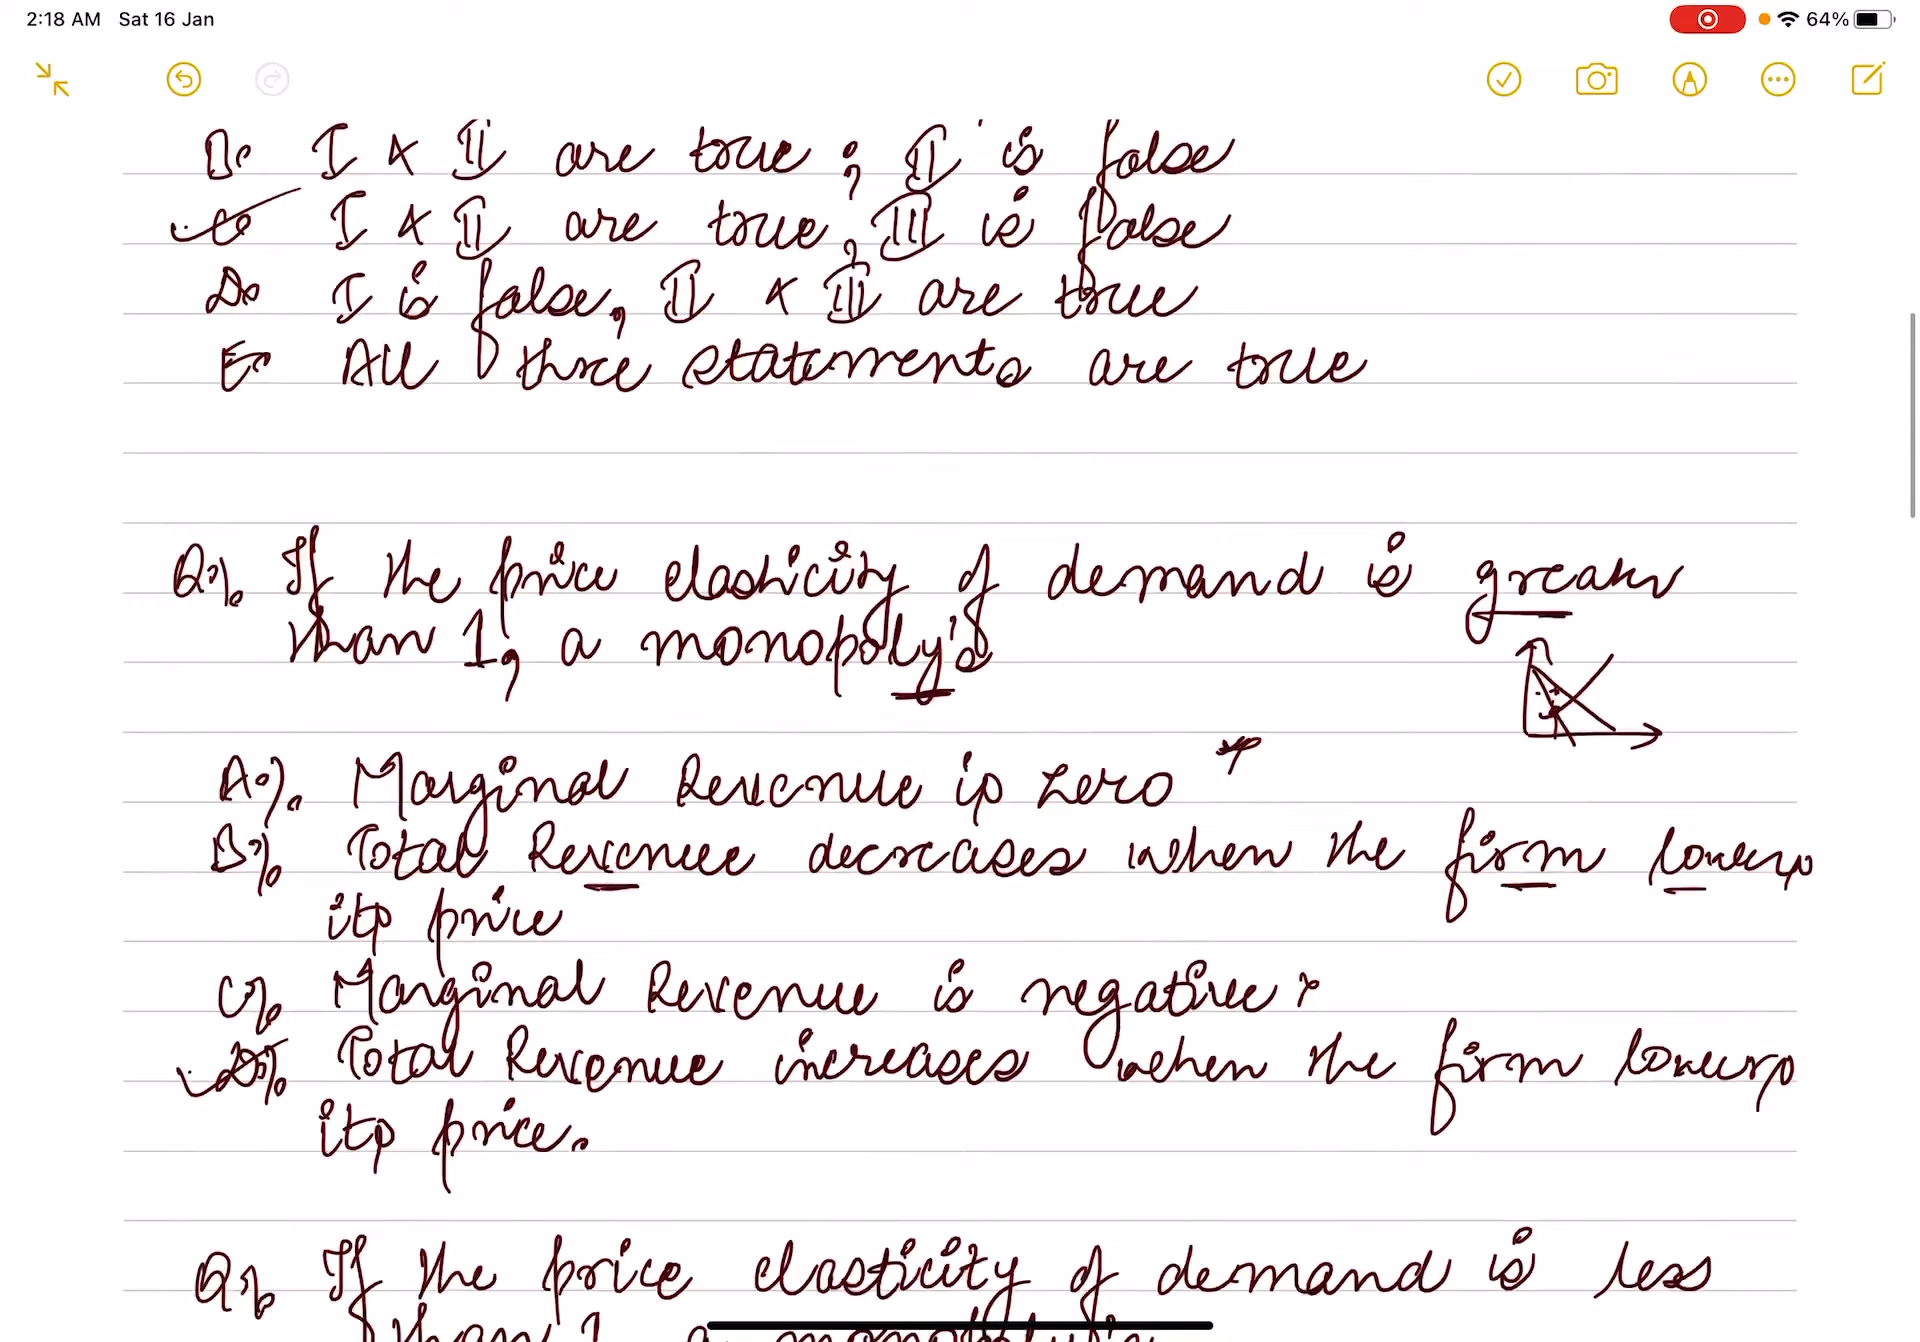 2:18 AM Sat 16 Jan 64%
B. I & II are true; II is false
C. I & II are true, III is false
D. I is false, II & III are true
E. All three statements are true
Q. If the price elasticity of demand is greater
than 1, a monopoly's
A. Marginal Revenue is zero
B. Total Revenue decreases when the firm lowers
its price
C. Marginal Revenue is negative
D. Total Revenue increases when the firm lowers
its price.
Q. If the price elasticity of demand is less
than 1, a monopoly's